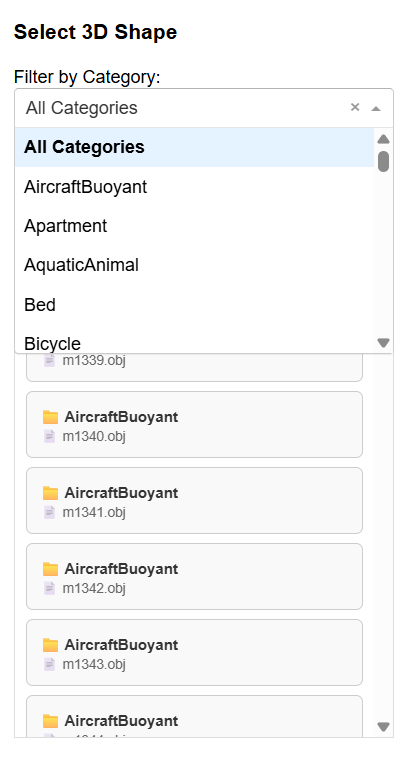 Select 3D Shape
Filter by Category:
All Categories ×
All Categories
AircraftBuoyant
Apartment
AquaticAnimal
Bed
Bicycle
m1339.obj
AircraftBuoyant
m1340.obj
AircraftBuoyant
m1341.obj
AircraftBuoyant
m1342.obj
AircraftBuoyant
m1343.obj
AircraftBuoyant